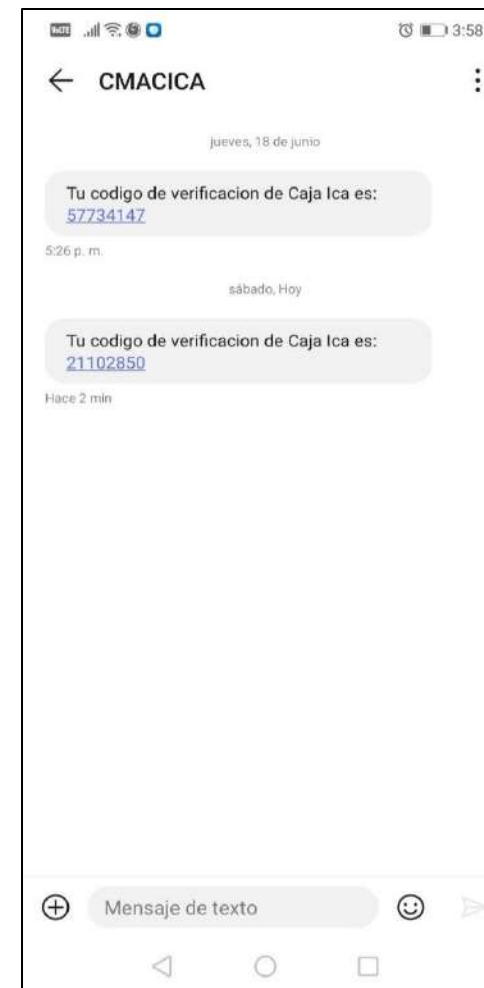 VoLTE 3:58
CMACICA
jueves, 18 de junio
Tu codigo de verificacion de Caja Ica es:
57734147
5:26 p. m.
sábado, Hoy
Tu codigo de verificacion de Caja Ica es:
21102850
Hace 2 min
Mensaje de texto